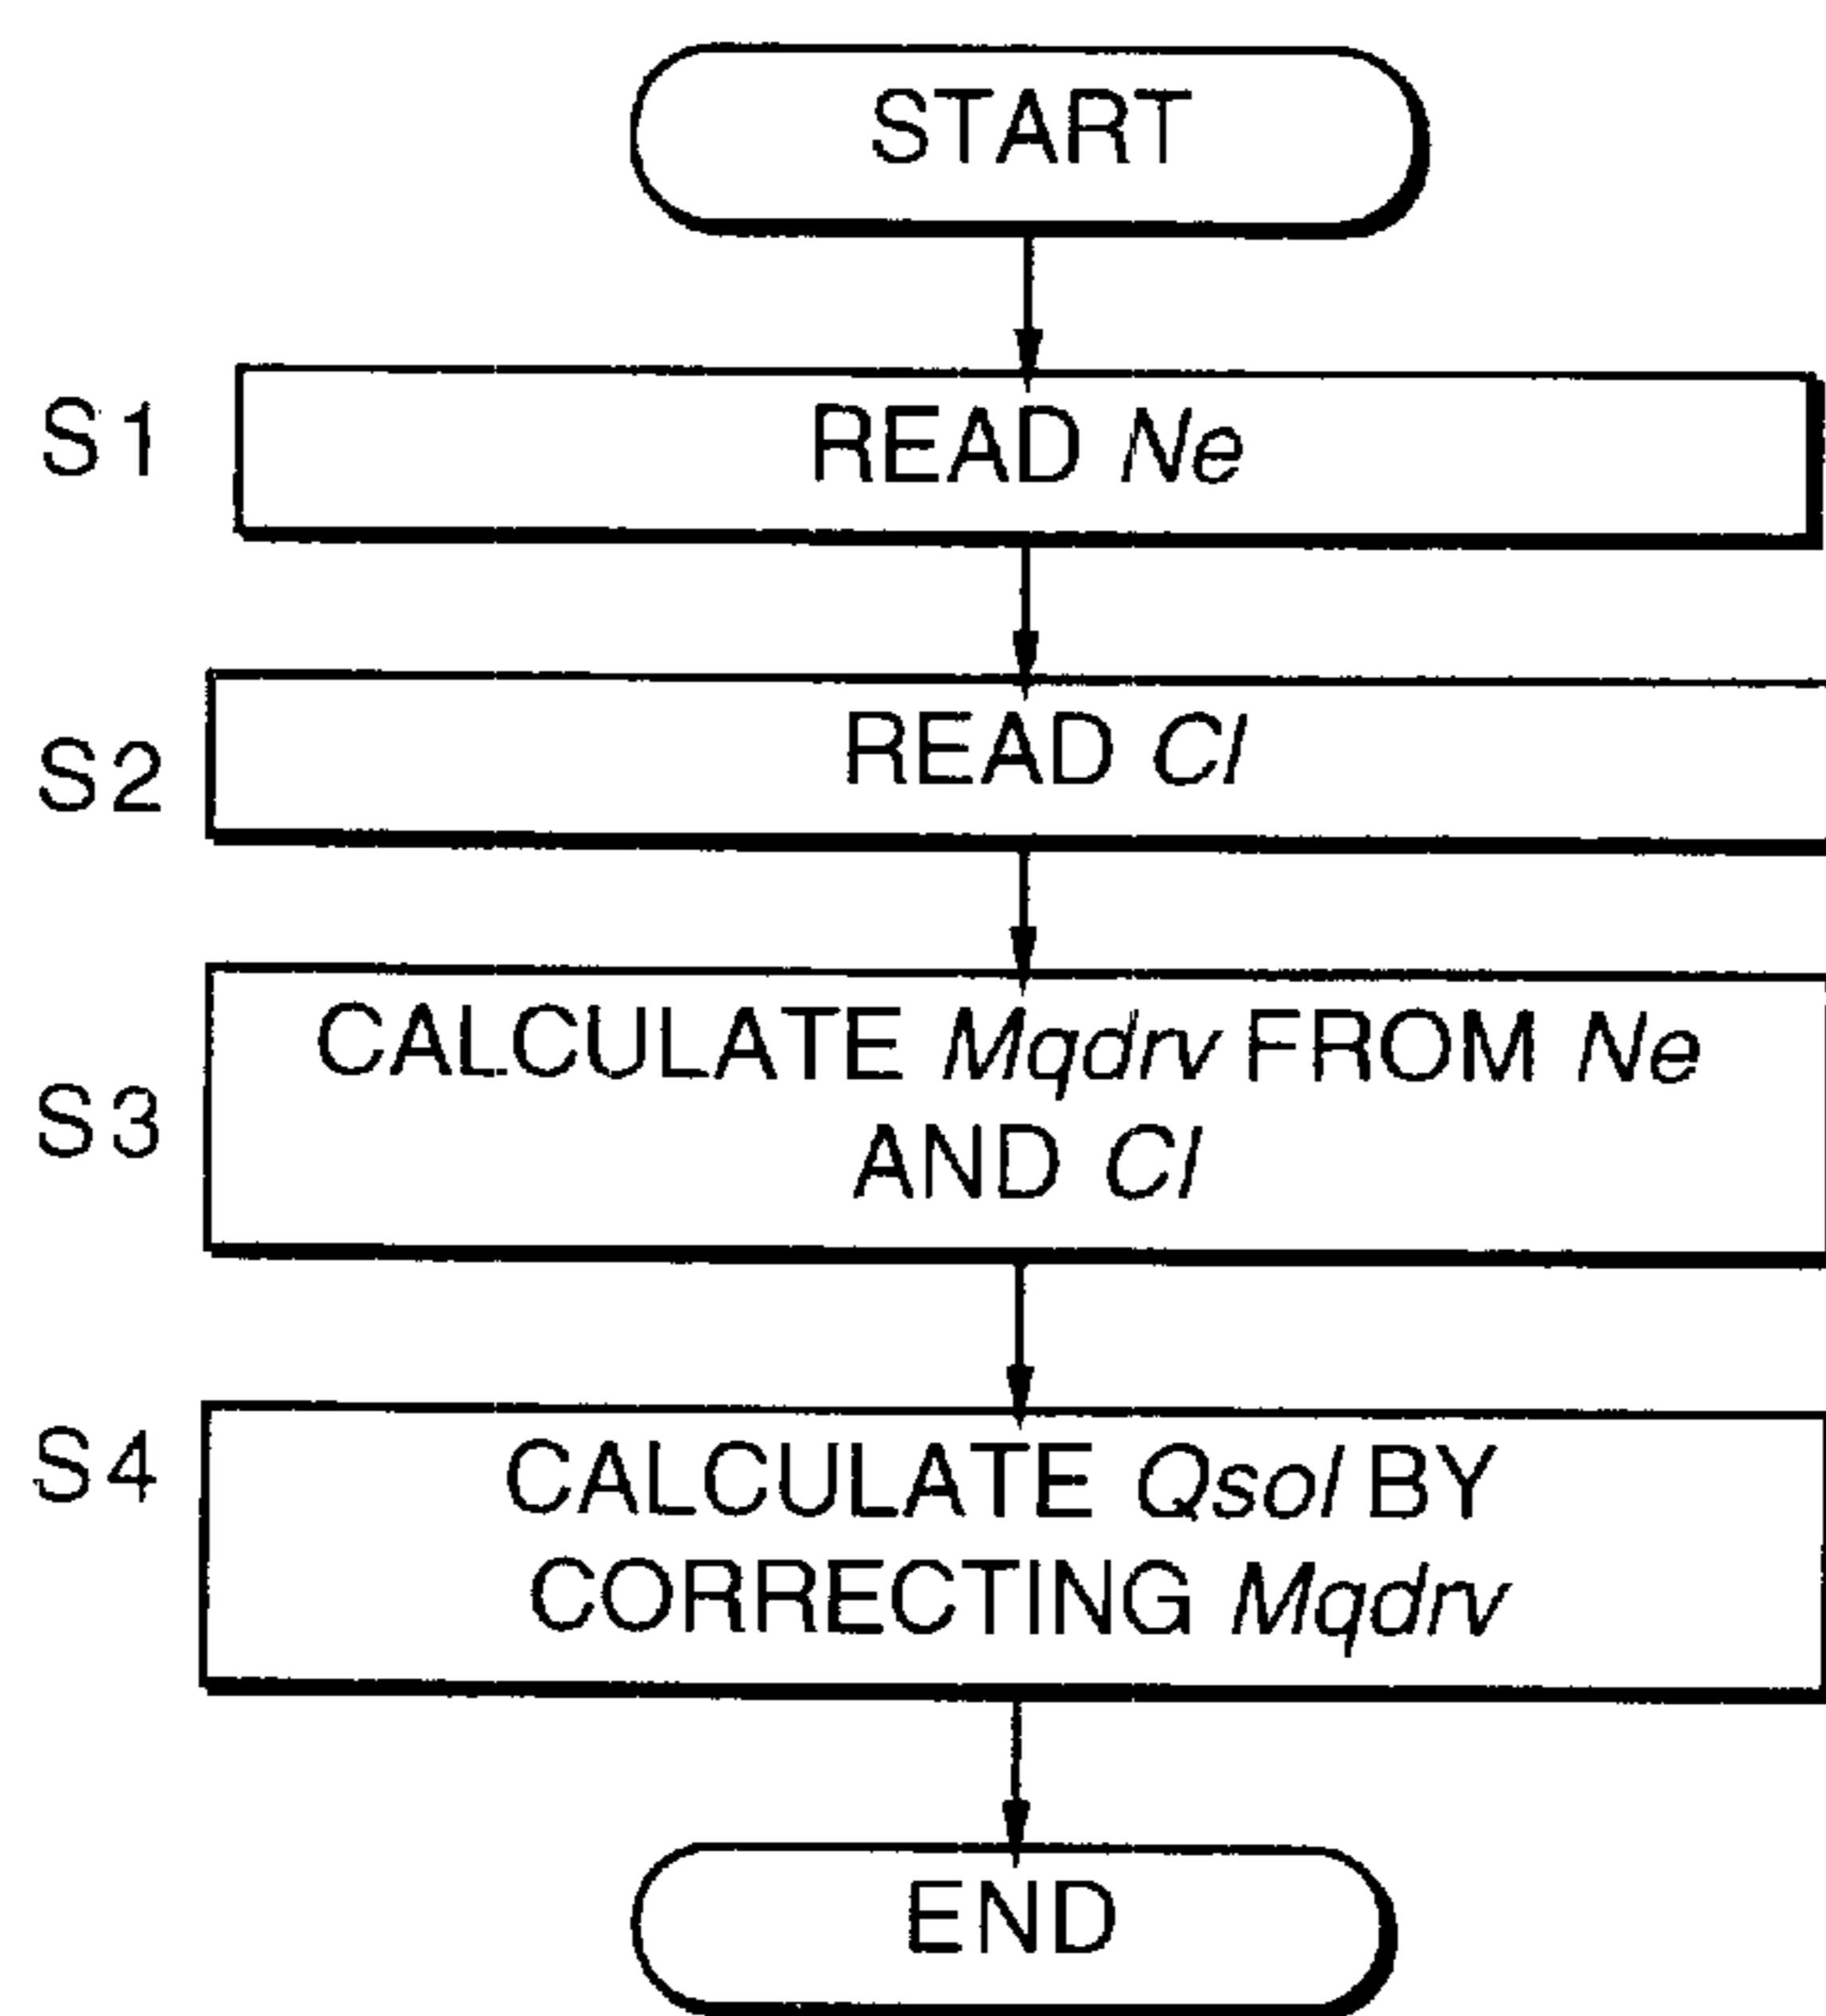 START
S1
READ Ne
S2
READ Cl
S3
CALCULATE Mqdrv FROM Ne
AND Cl
S4
CALCULATE Qsol BY
CORRECTING Mqdrv
END